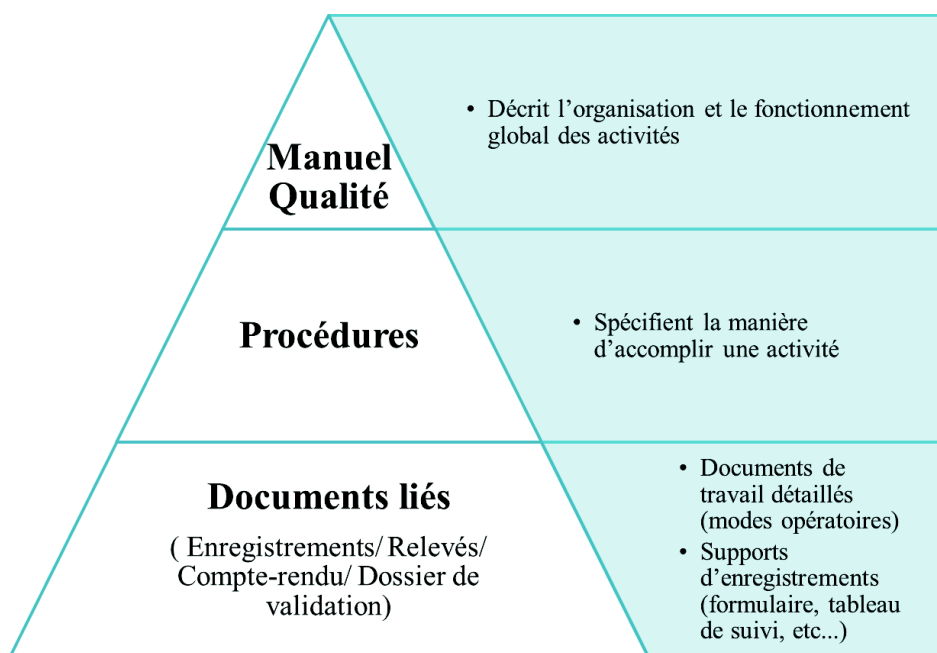 Manuel
Qualité
• Décrit l’organisation et le fonctionnement
global des activités
Procédures
• Spécifient la manière
d’accomplir une activité
Documents liés
( Enregistrements/ Relevés/
Compte-rendu/ Dossier de
validation)
• Documents de
travail détaillés
(modes opératoires)
• Supports
d’enregistrements
(formulaire, tableau
de suivi, etc...)